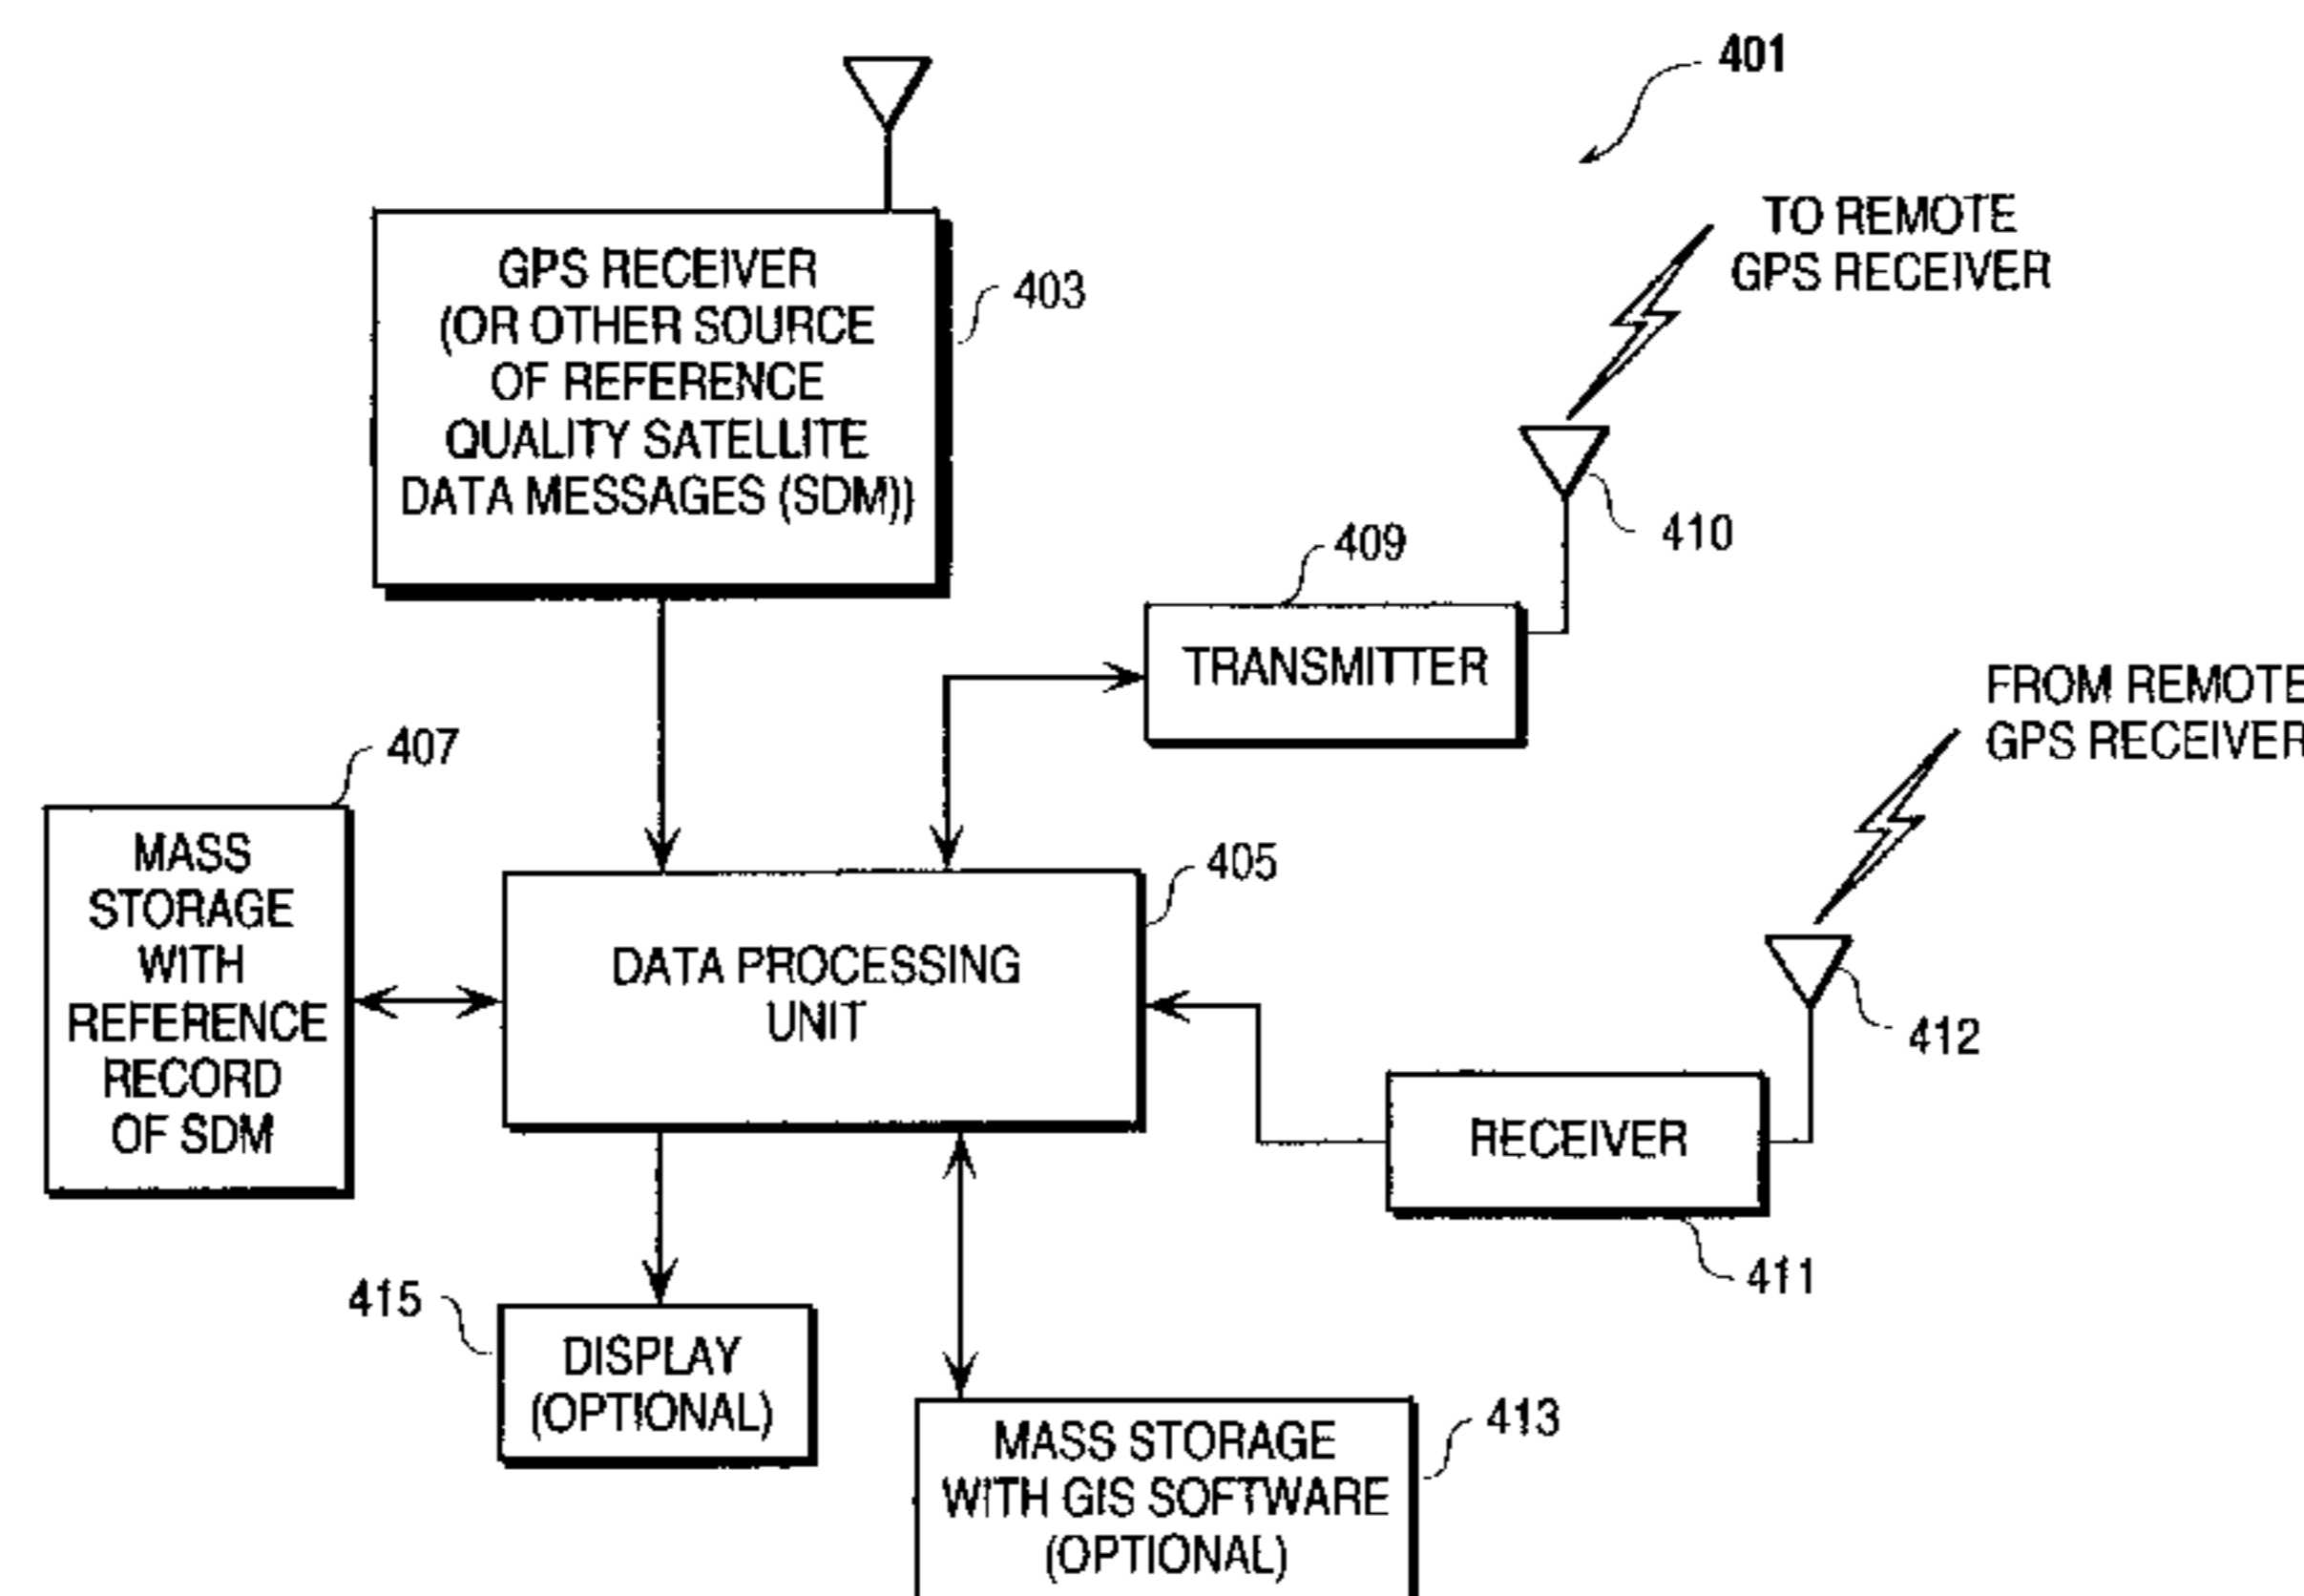 401
TO REMOTE
GPS RECEIVER
GPS RECEIVER
(OR OTHER SOURCE
OF REFERENCE
QUALITY SATELLITE
DATA MESSAGES (SDM))
403
410
409
TRANSMITTER
FROM REMOTE
GPS RECEIVER
407
MASS
STORAGE
WITH
REFERENCE
RECORD
OF SDM
405
DATA PROCESSING
UNIT
412
RECEIVER
411
415
DISPLAY
(OPTIONAL)
413
MASS STORAGE
WITH GIS SOFTWARE
(OPTIONAL)